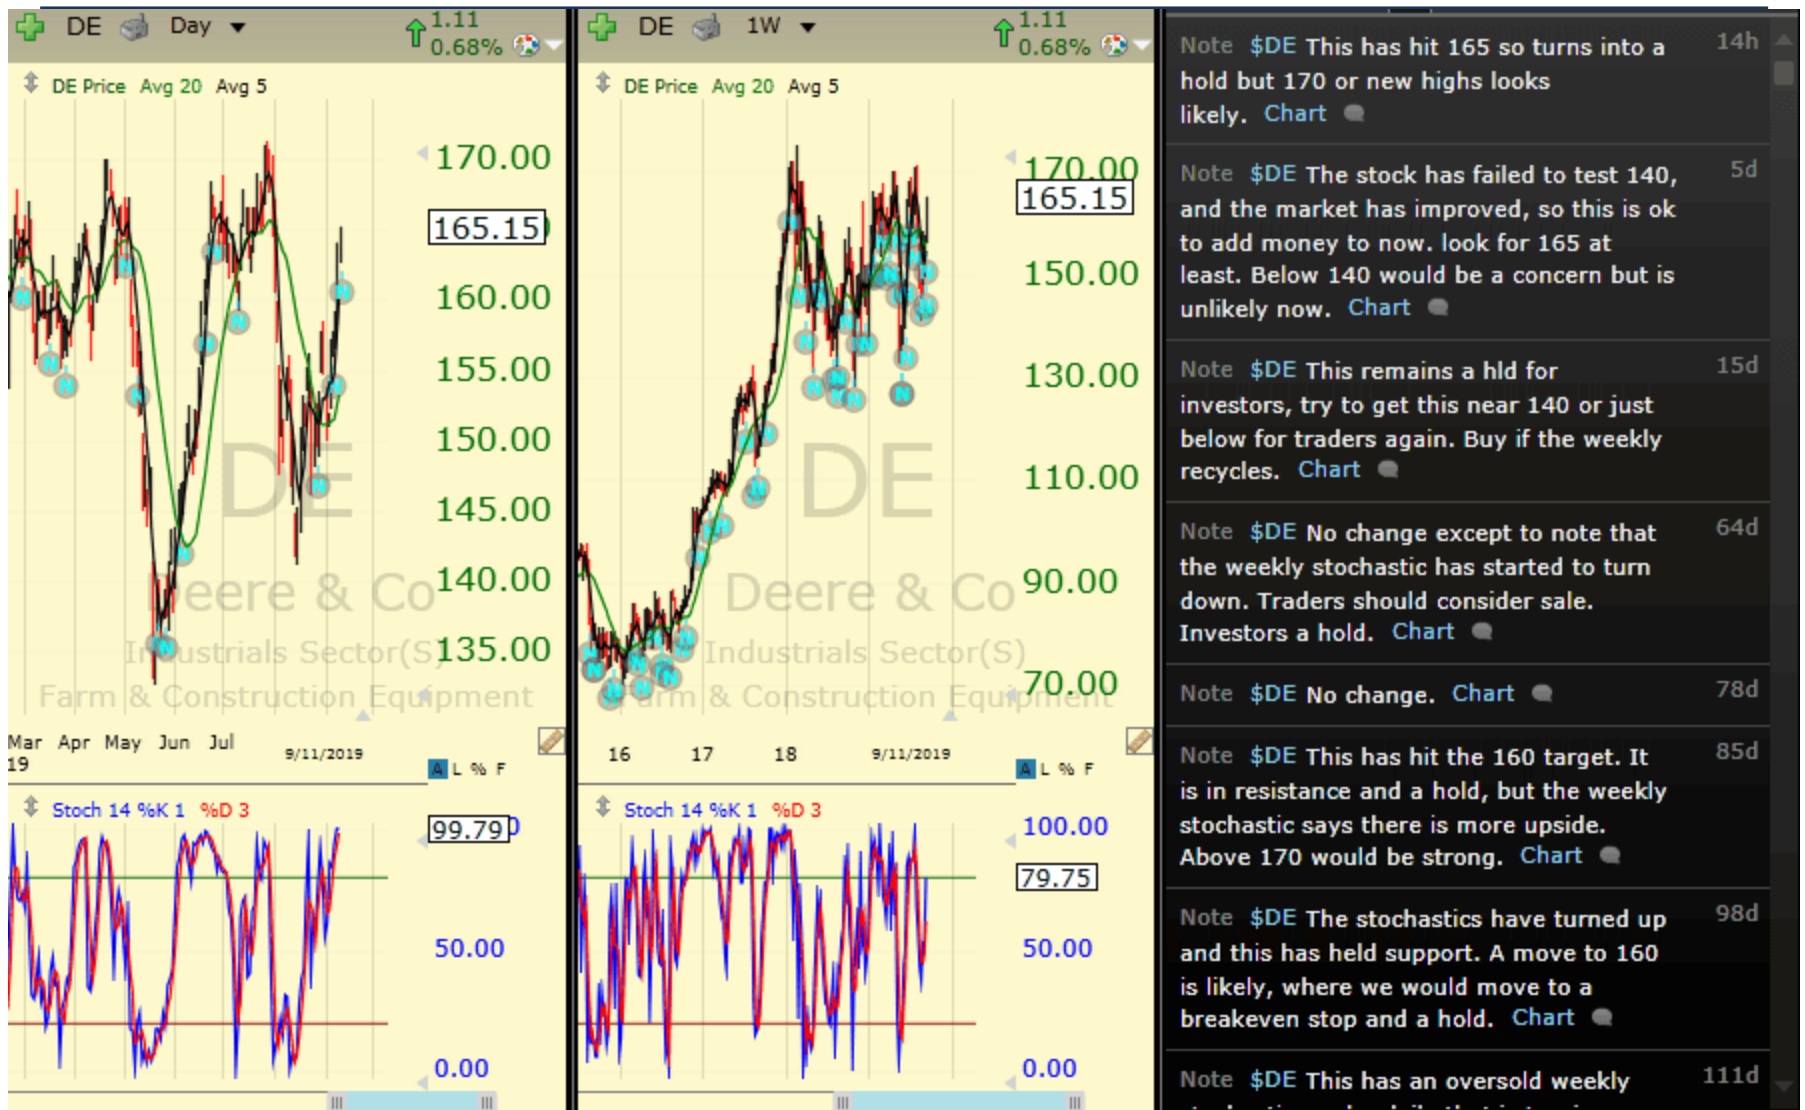 DE Day 1.11
0.68%
DE Price Avg 20 Avg 5
170.00
165.15
160.00
155.00
150.00
145.00
140.00
135.00
DE
Deere & Co
Industrials Sector(S)
Farm & Construction Equipment
Mar Apr May Jun Jul 9/11/2019
19
A L % F
Stoch 14 %K 1 %D 3
99.79
50.00
0.00
DE 1W 1.11
0.68%
DE Price Avg 20 Avg 5
170.00
165.15
150.00
130.00
110.00
90.00
70.00
DE
Deere & Co
Industrials Sector(S)
Farm & Construction Equipment
16 17 18 9/11/2019
A L % F
Stoch 14 %K 1 %D 3
100.00
79.75
50.00
0.00
Note $DE This has hit 165 so turns into a 14h
hold but 170 or new highs looks
likely. Chart
Note $DE The stock has failed to test 140, 5d
and the market has improved, so this is ok
to add money to now. look for 165 at
least. Below 140 would be a concern but is
unlikely now. Chart
Note $DE This remains a hld for 15d
investors, try to get this near 140 or just
below for traders again. Buy if the weekly
recycles. Chart
Note $DE No change except to note that 64d
the weekly stochastic has started to turn
down. Traders should consider sale.
Investors a hold. Chart
Note $DE No change. Chart 78d
Note $DE This has hit the 160 target. It 85d
is in resistance and a hold, but the weekly
stochastic says there is more upside.
Above 170 would be strong. Chart
Note $DE The stochastics have turned up 98d
and this has held support. A move to 160
is likely, where we would move to a
breakeven stop and a hold. Chart
Note $DE This has an oversold weekly 111d